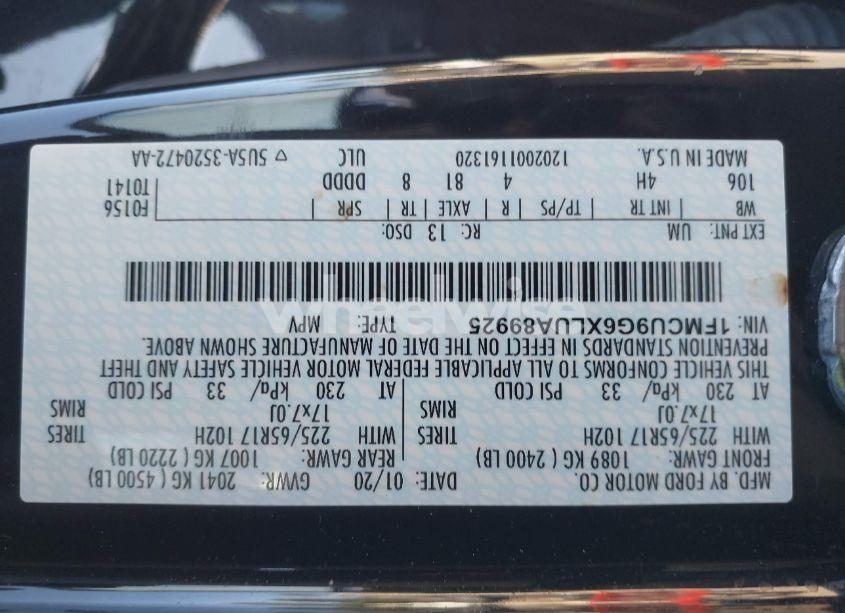 MFD. BY FORD MOTOR CO.
DATE: 01/20 GVWR: 2041 KG ( 4500 LB)
FRONT GAWR: 1089 KG ( 2400 LB) REAR GAWR: 1007 KG ( 2220 LB)
WITH 225/65R17 102H TIRES WITH 225/65R17 102H TIRES
17x7.0J RIMS 17x7.0J RIMS
AT 230 kPa/ 33 PSI COLD AT 230 kPa/ 33 PSI COLD
THIS VEHICLE CONFORMS TO ALL APPLICABLE FEDERAL MOTOR VEHICLE SAFETY AND THEFT
PREVENTION STANDARDS IN EFFECT ON THE DATE OF MANUFACTURE SHOWN ABOVE.
VIN: 1FMCU9G6XLUA89925 TYPE: MPV
wheelwise
EXT PNT: UM RC: 13 DSO:
WB INT TR TP/PS R AXLE TR SPR F0156
106 4H 4 81 8 DDDD T0141
MADE IN U.S.A. 1202001161320 ULC 5U5A-3520472-AA